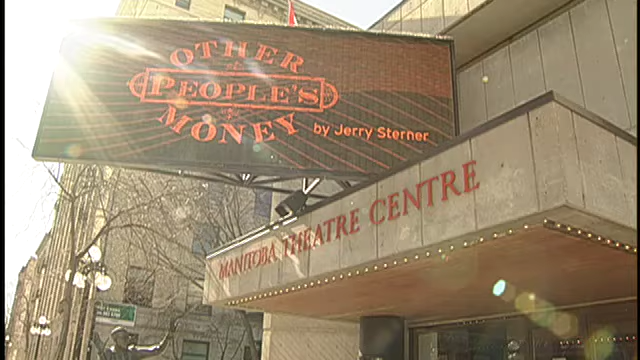 OTHER
PEOPLE'S
MONEY
by Jerry Sterner
MANITOBA THEATRE CENTRE